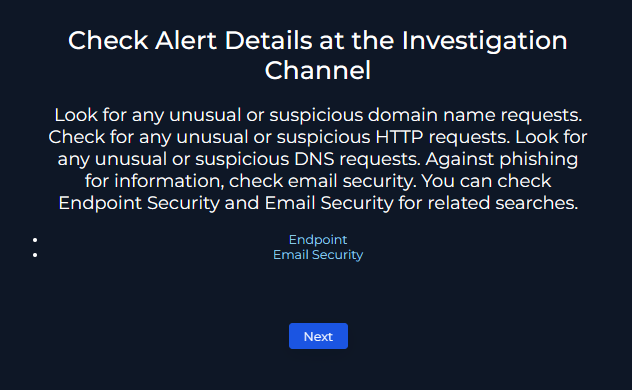 Check Alert Details at the Investigation
Channel
Look for any unusual or suspicious domain name requests.
Check for any unusual or suspicious HTTP requests. Look for
any unusual or suspicious DNS requests. Against phishing
for information, check email security. You can check
Endpoint Security and Email Security for related searches.
Endpoint
Email Security
Next